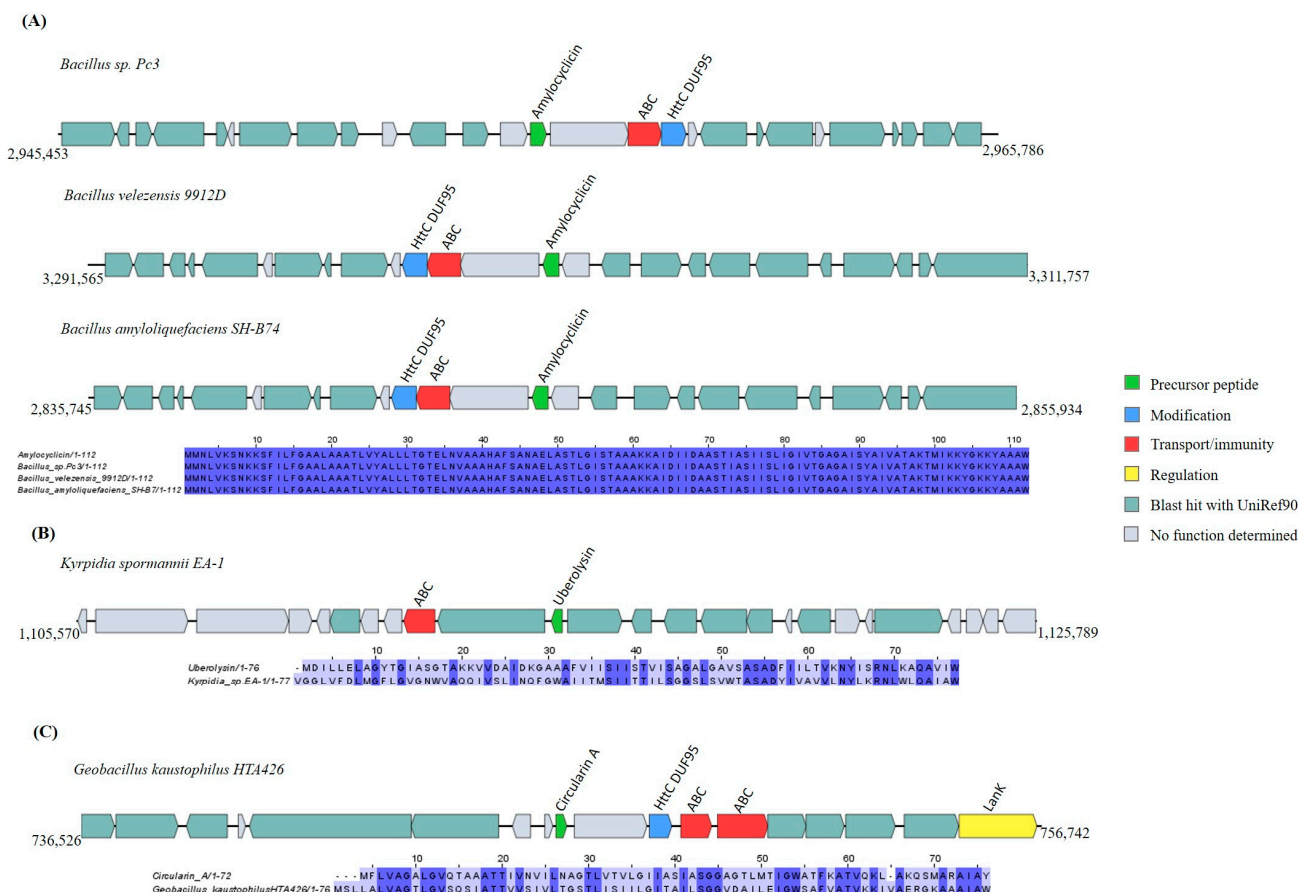 (A)
Bacillus sp. Pc3
Amylocyclicin
ABC
HttC DUF95
2,945,453
2,965,786
Bacillus velezensis 9912D
HttC DUF95
ABC
Amylocyclicin
3,291,565
3,311,757
Bacillus amyloliquefaciens SH-B74
HttC DUF95
ABC
Amylocyclicin
2,835,745
2,855,934
10 20 30 40 50 60 70 80 90 100 110
Amylocyclicin/1-112 MMNLVKSNKKSFILFGAALAAATLVYALLLTGTELNVAAAHAFSANAELASTLGISTAAAKKAIDIIDAASTIASIISLIGIVTGAGAISYAIVATAKTMIKKYGKKYAAAW
Bacillus_sp.Pc3/1-112 MMNLVKSNKKSFILFGAALAAATLVYALLLTGTELNVAAAHAFSANAELASTLGISTAAAKKAIDIIDAASTIASIISLIGIVTGAGAISYAIVATAKTMIKKYGKKYAAAW
Bacillus_velezensis_9912D/1-112 MMNLVKSNKKSFILFGAALAAATLVYALLLTGTELNVAAAHAFSANAELASTLGISTAAAKKAIDIIDAASTIASIISLIGIVTGAGAISYAIVATAKTMIKKYGKKYAAAW
Bacillus_amyloliquefaciens_SH-B7/1-112 MMNLVKSNKKSFILFGAALAAATLVYALLLTGTELNVAAAHAFSANAELASTLGISTAAAKKAIDIIDAASTIASIISLIGIVTGAGAISYAIVATAKTMIKKYGKKYAAAW
Precursor peptide
Modification
Transport/immunity
Regulation
Blast hit with UniRef90
No function determined
(B)
Kyrpidia spormannii EA-1
ABC
Uberolysin
1,105,570
1,125,789
10 20 30 40 50 60 70
Uberolysin/1-76 -MDILLELAGYTGIASGTAKKVVDAIDKGAAAFVIISIISTVISAGALGAVSASADFIILTVKNYISRNLKAQAVIW
Kyrpidia_sp.EA-1/1-77 VGGLVFDLMGFLGVGNWVAQQIVSLINQFGWAIITMSIITTILSGGSLSVWTASADYIVAVVLNYLKRNLWLQAIAW
(C)
Geobacillus kaustophilus HTA426
Circularin A
HttC DUF95
ABC
ABC
LanK
736,526
756,742
10 20 30 40 50 60 70
Circularin_A/1-72 ---MFLVAGALGVQTAAATTIVNVILNAGTLVTVLGIIASIASGGAGTLMTIGWATFKATVQKL-AKQSMARAIAY
Geobacillus_kaustophilusHTA426/1-76 MSLLALVAGTLGVSQSIATTVVSIVLTGSTLISIILGITAILSGGVDAILEIGWSAFVATVKKIVAERGKAAAIAW